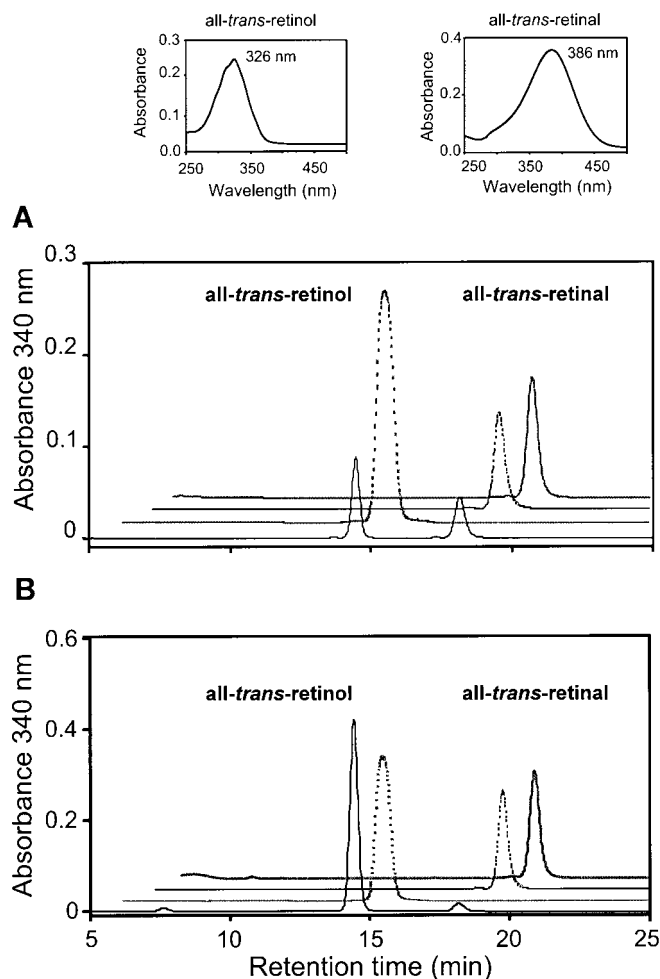 all-trans-retinol
all-trans-retinal
Absorbance
0.3
0.2
0.1
0.0
326 nm
250
350
450
Wavelength (nm)
Absorbance
0.4
0.2
0.0
386 nm
250
350
450
Wavelength (nm)
A
Absorbance 340 nm
0.3
0.2
0.1
0
all-trans-retinol
all-trans-retinal
10
15
20
B
Absorbance 340 nm
0.6
0.4
0.2
0
all-trans-retinol
all-trans-retinal
5
10
15
20
25
Retention time (min)